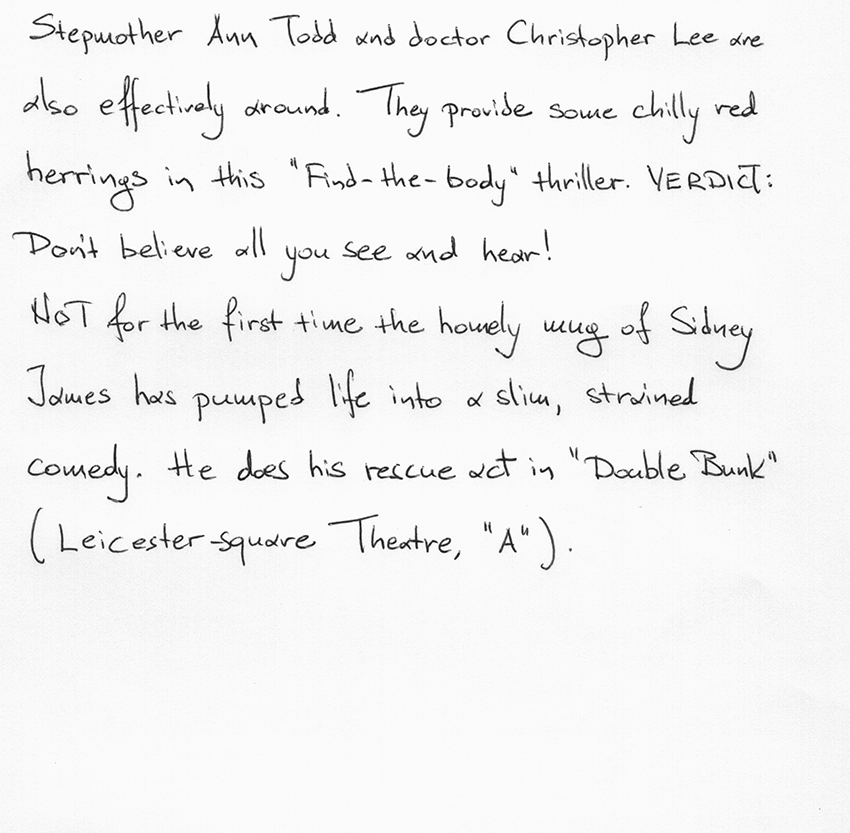 Stepmother Ann Todd and doctor Christopher Lee are
also effectively around. They provide some chilly red
herrings in this "Find-the-body" thriller. VERDICT:
Don't believe all you see and hear!
NOT for the first time the homely mug of Sidney
James has pumped life into a slim, strained
comedy. He does his rescue act in "Double Bunk"
(Leicester-square Theatre, "A").